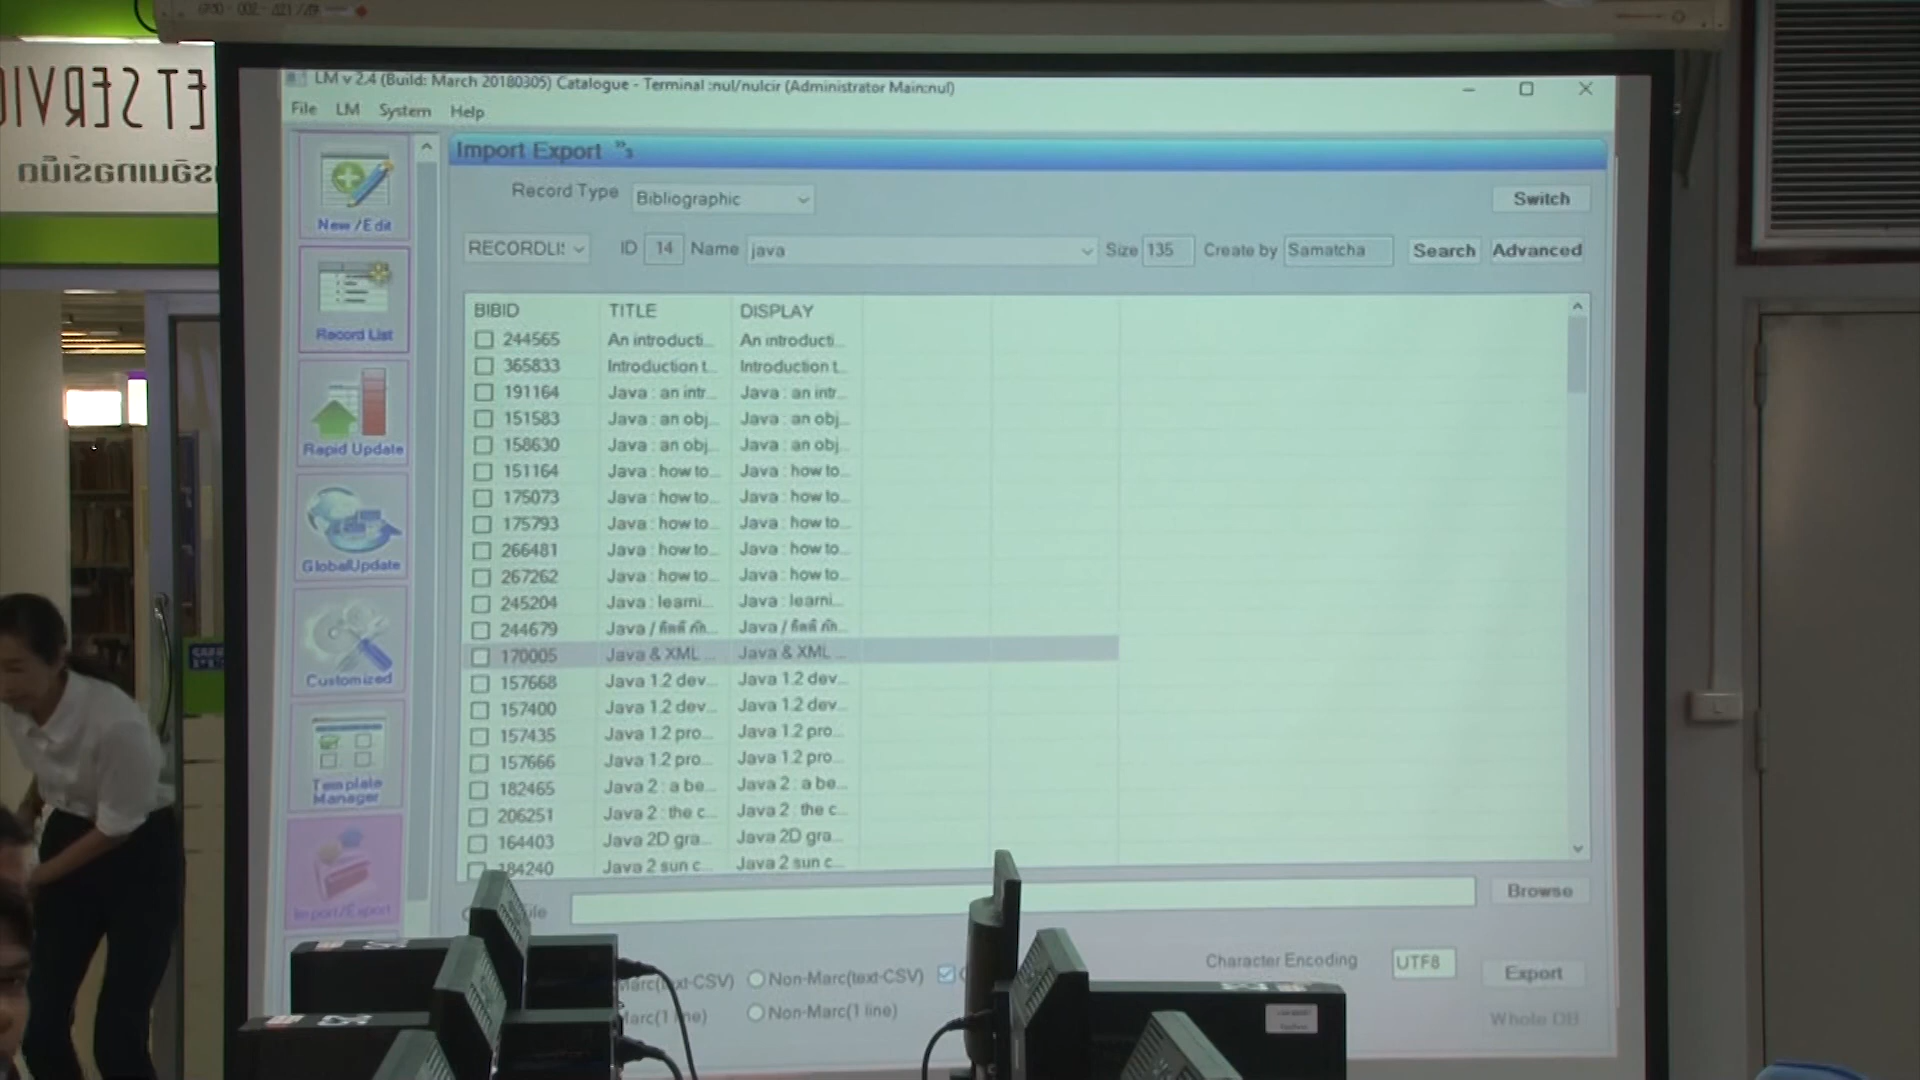 LM v 2.4 (Build: March 20180305) Catalogue - Terminal :nul/nulcir (Administrator Main:nul)
File LM System Help
Import Export
Record Type Bibliographic Switch
RECORDLI: ID 14 Name java Size 135 Create by Samatcha Search Advanced
BIBID TITLE DISPLAY
244565 An introducti... An introducti...
365833 Introduction t... Introduction t...
191164 Java : an intr... Java : an intr...
151583 Java : an obj... Java : an obj...
158630 Java : an obj... Java : an obj...
151164 Java : how to... Java : how to...
175073 Java : how to... Java : how to...
175793 Java : how to... Java : how to...
266481 Java : how to... Java : how to...
267262 Java : how to... Java : how to...
245204 Java : learni... Java : learni...
244679 Java / Java /
170005 Java & XML ... Java & XML ...
157668 Java 1.2 dev... Java 1.2 dev...
157400 Java 1.2 dev... Java 1.2 dev...
157435 Java 1.2 pro... Java 1.2 pro...
157666 Java 1.2 pro... Java 1.2 pro...
182465 Java 2 : a be... Java 2 : a be...
206251 Java 2 : the c... Java 2 : the c...
164403 Java 2D gra... Java 2D gra...
184240 Java 2 sun c... Java 2 sun c...
New /Edit
Record List
Rapid Update
GlobalUpdate
Customized
Template
Manager
Import/Export
Browse
Character Encoding UTF8 Export
(text-CSV) Non-Marc(text-CSV)
Non-Marc(1 line)
Whole DB
ET SERVI